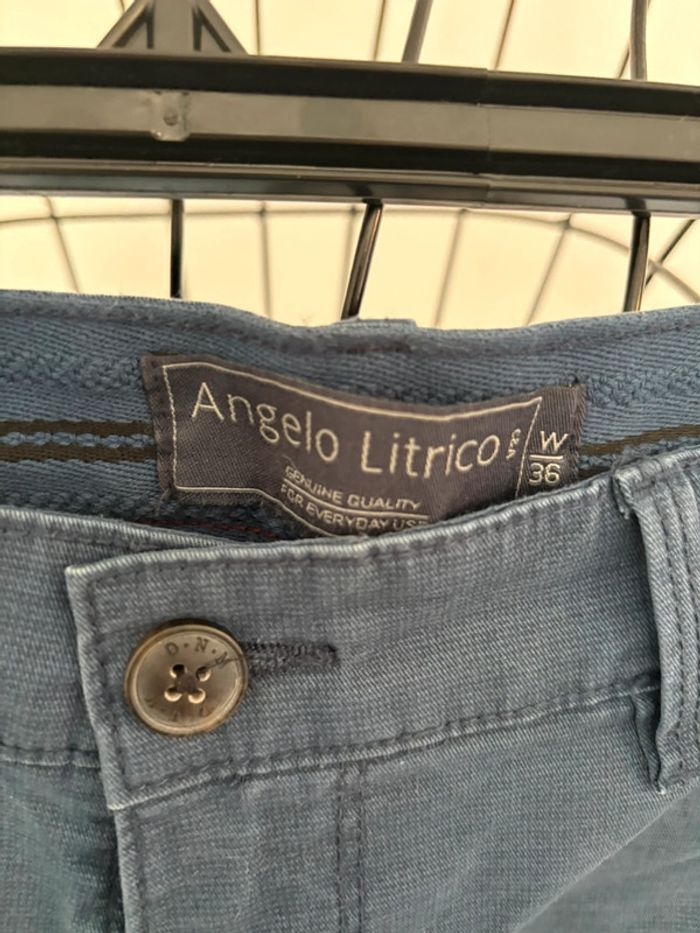 Angelo Litrico
C&A
W
36
GENUINE QUALITY
FOR EVERYDAY USE
D.N.